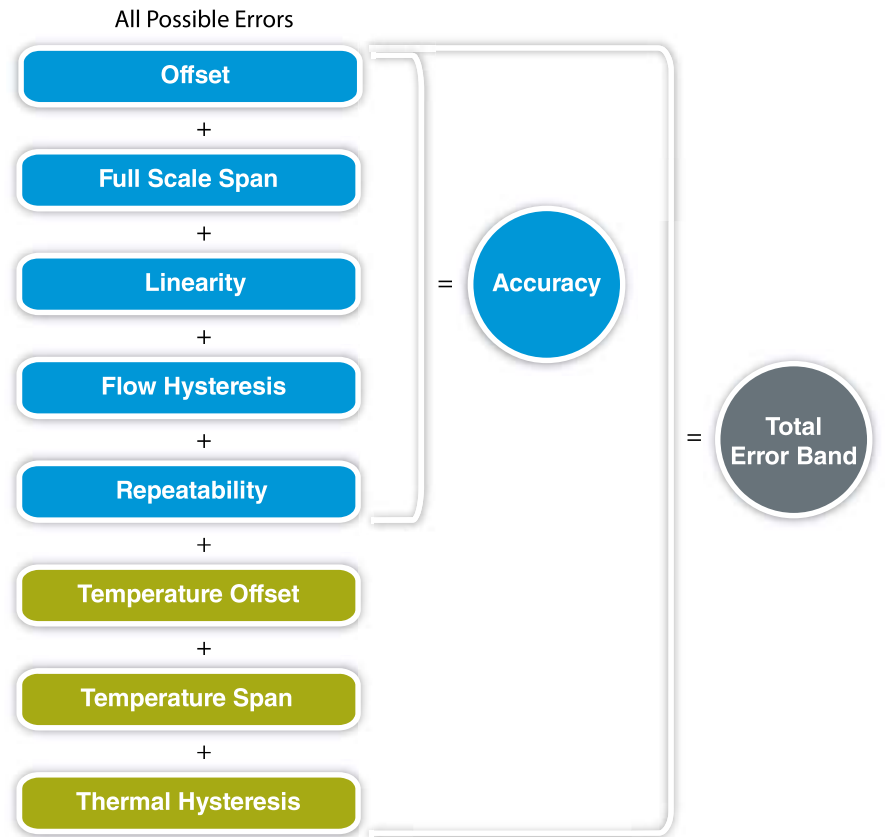 All Possible Errors
Offset
+
Full Scale Span
+
Linearity
+
Flow Hysteresis
+
Repeatability
+
Temperature Offset
+
Temperature Span
+
Thermal Hysteresis
=
Accuracy
=
Total
Error Band